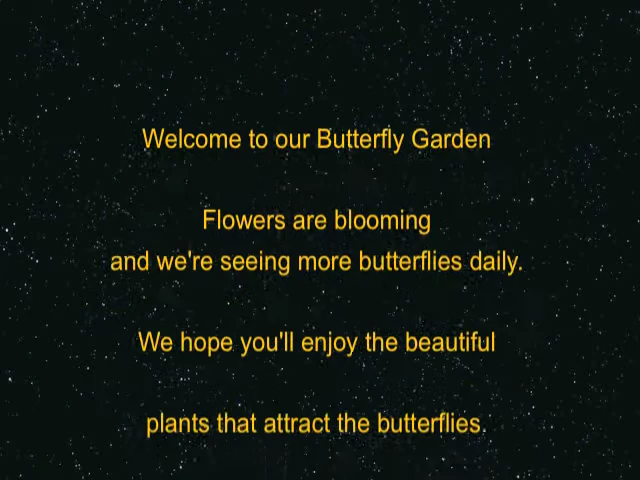 Welcome to our Butterfly Garden
Flowers are blooming
and we're seeing more butterflies daily.
We hope you'll enjoy the beautiful
plants that attract the butterflies.